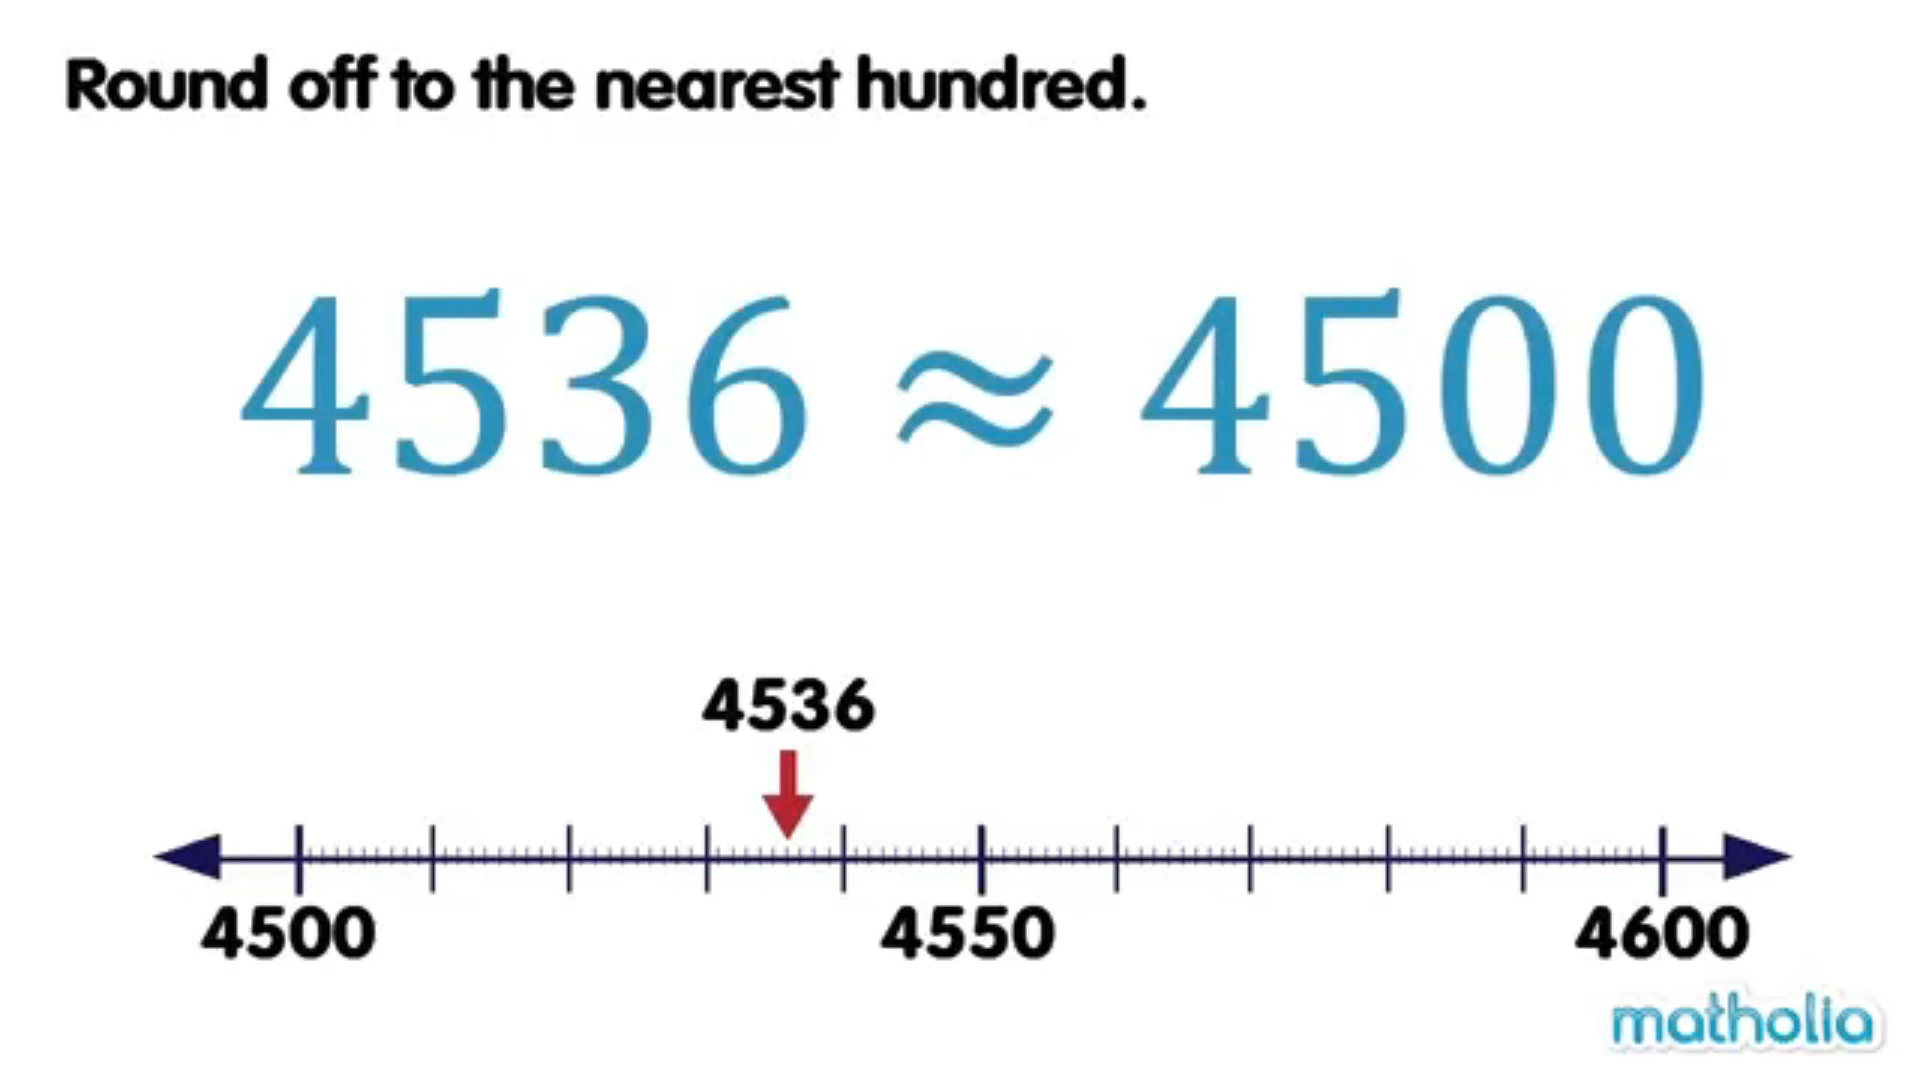 Round off to the nearest hundred.
4536 ≈ 4500
4536
4500 4550 4600
matholia